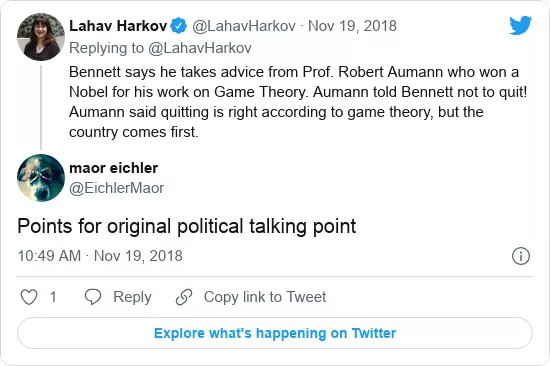 Lahav Harkov @LahavHarkov · Nov 19, 2018
Replying to @LahavHarkov
Bennett says he takes advice from Prof. Robert Aumann who won a
Nobel for his work on Game Theory. Aumann told Bennett not to quit!
Aumann said quitting is right according to game theory, but the
country comes first.
maor eichler
@EichlerMaor
Points for original political talking point
10:49 AM · Nov 19, 2018
1 Reply Copy link to Tweet
Explore what's happening on Twitter